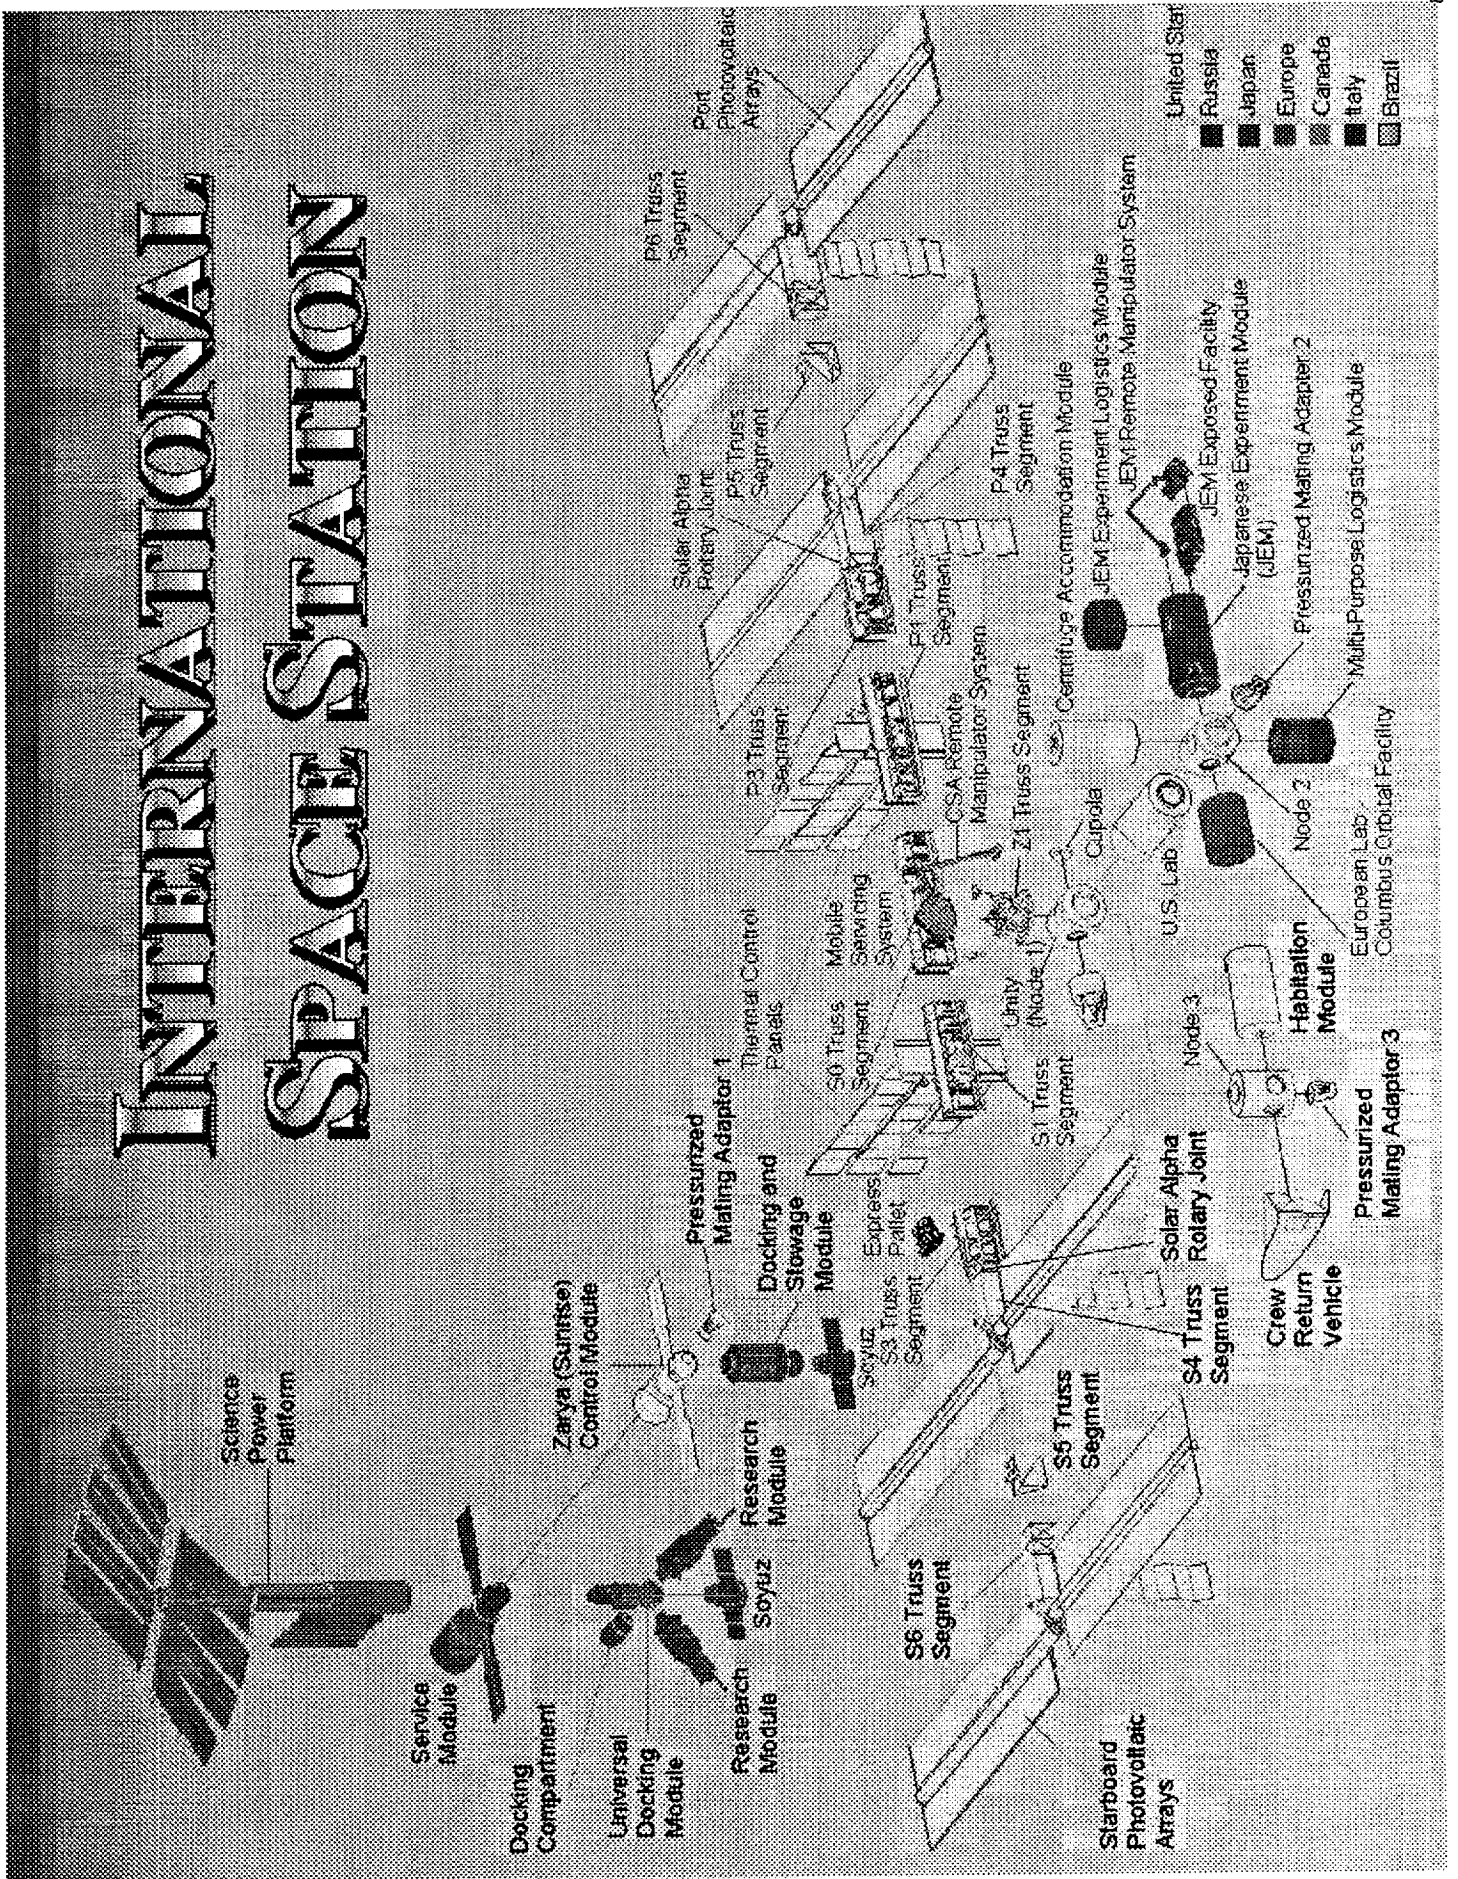 INTERNATIONAL
SPACE STATION
Science
Power
Platform
Service
Module
Docking
Compartment
Universal
Docking
Module
Research
Module
Soyuz
Research
Module
Zarya (Sunrise)
Control Module
Pressurized
Mating Adaptor 1
Docking and
Stowage
Module
Soyuz
Thermal Control
Panels
S3 Truss
Segment
Express
Pallet
S0 Truss
Segment
Mobile
Servicing
System
P3 Truss
Segment
Solar Alpha
Rotary Joint
P5 Truss
Segment
P6 Truss
Segment
Port
Photovoltaic
Arrays
CSA Remote
Manipulator System
P1 Truss
Segment
P4 Truss
Segment
S6 Truss
Segment
S5 Truss
Segment
S1 Truss
Segment
Unity
(Node 1)
Z1 Truss Segment
Cupola
Centrifuge Accommodation Module
JEM Experiment Logistics Module
JEM Remote Manipulator System
JEM Exposed Facility
Japanese Experiment Module
(JEM)
Pressurized Mating Adapter 2
Multi-Purpose Logistics Module
Starboard
Photovoltaic
Arrays
S4 Truss
Segment
Solar Alpha
Rotary Joint
Node 3
U.S. Lab
Node 2
European Lab
Columbus Orbital Facility
Habitation
Module
Crew
Return
Vehicle
Pressurized
Mating Adaptor 3
United Stat
Russia
Japan
Europe
Canada
Italy
Brazil